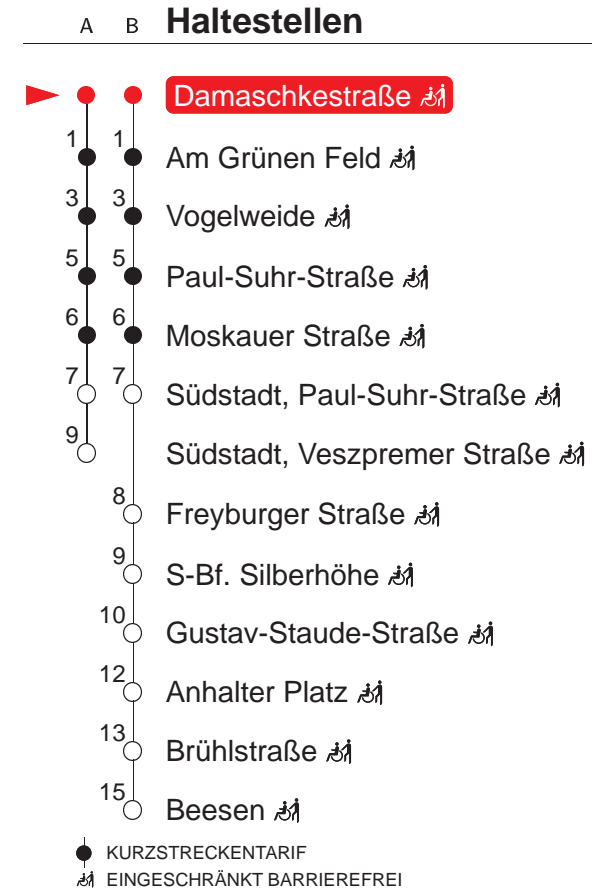 A B Haltestellen
Damaschkestraße
1 1 Am Grünen Feld
3 3 Vogelweide
5 5 Paul-Suhr-Straße
6 6 Moskauer Straße
7 7 Südstadt, Paul-Suhr-Straße
9 Südstadt, Veszpremer Straße
8 Freyburger Straße
9 S-Bf. Silberhöhe
10 Gustav-Staude-Straße
12 Anhalter Platz
13 Brühlstraße
15 Beesen
KURZSTRECKENTARIF
EINGESCHRÄNKT BARRIEREFREI